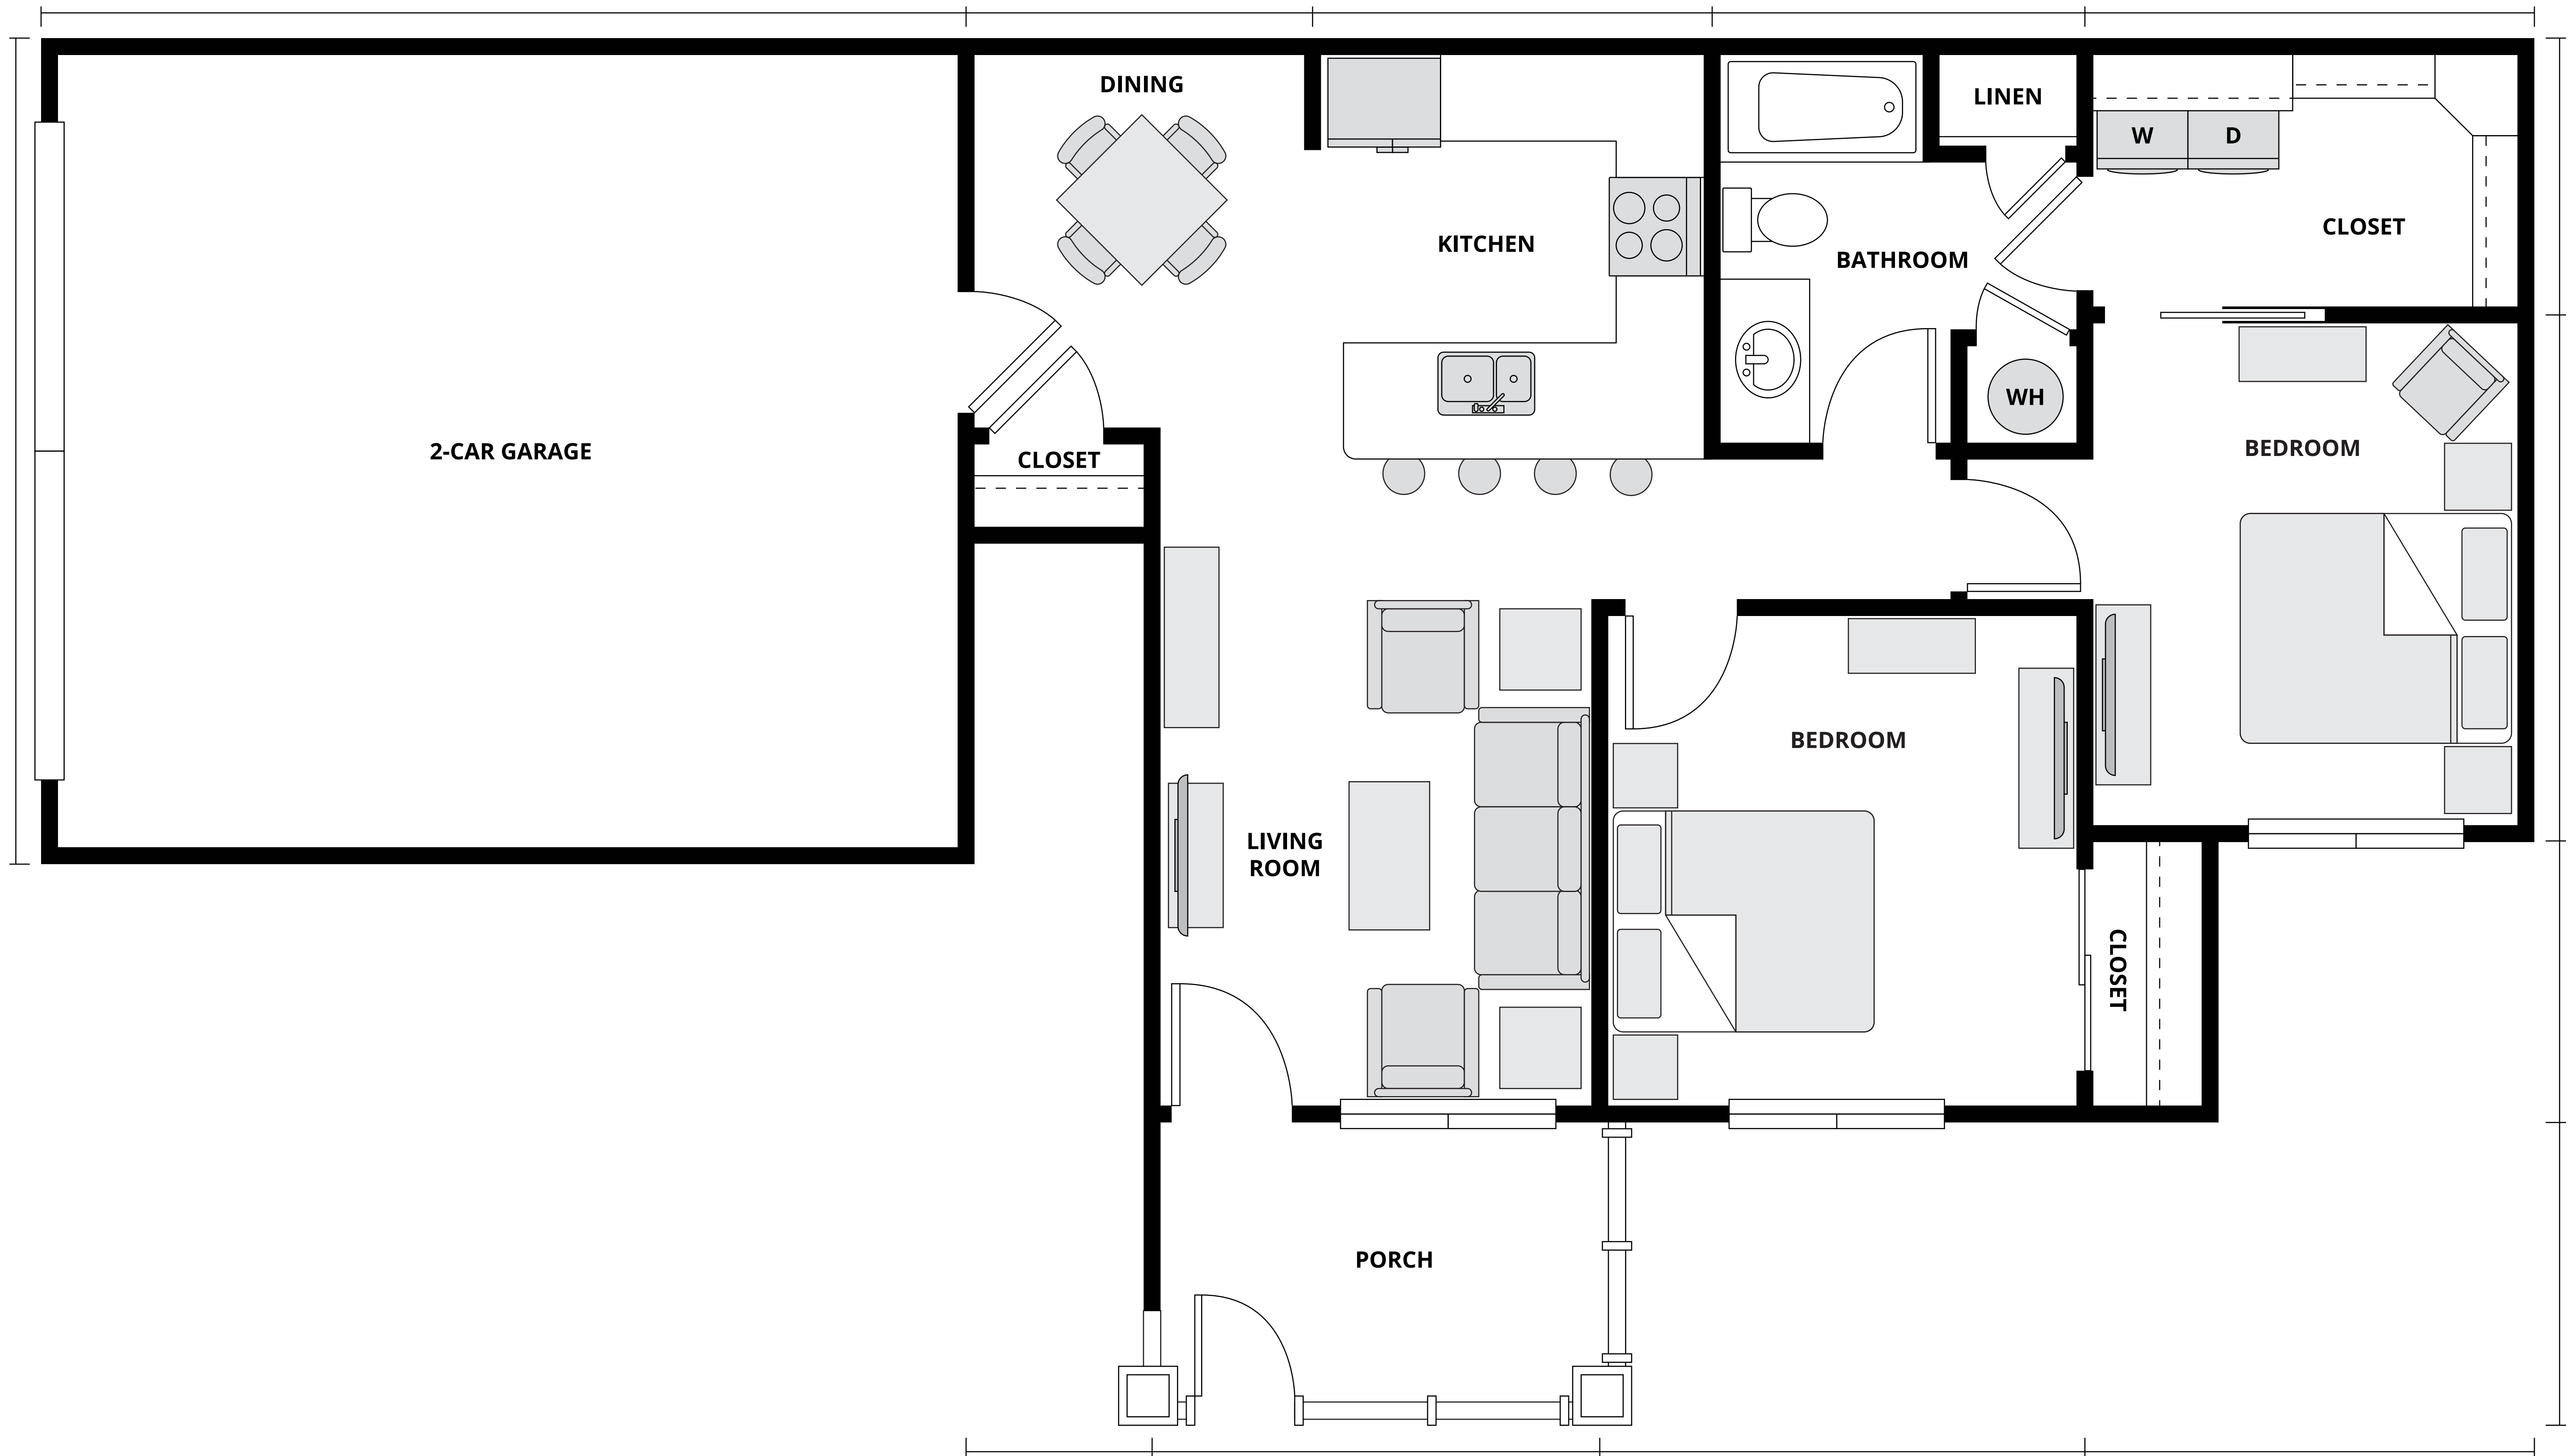 DINING
LINEN
W
D
CLOSET
KITCHEN
BATHROOM
WH
2-CAR GARAGE
CLOSET
BEDROOM
BEDROOM
LIVING
ROOM
CLOSET
PORCH